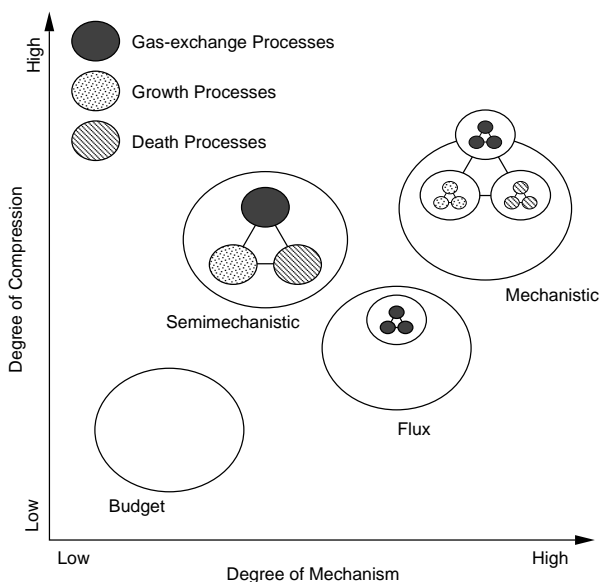 High
Gas-exchange Processes
Growth Processes
Death Processes
Degree of Compression
Mechanistic
Semimechanistic
Flux
Budget
Low
Low
High
Degree of Mechanism